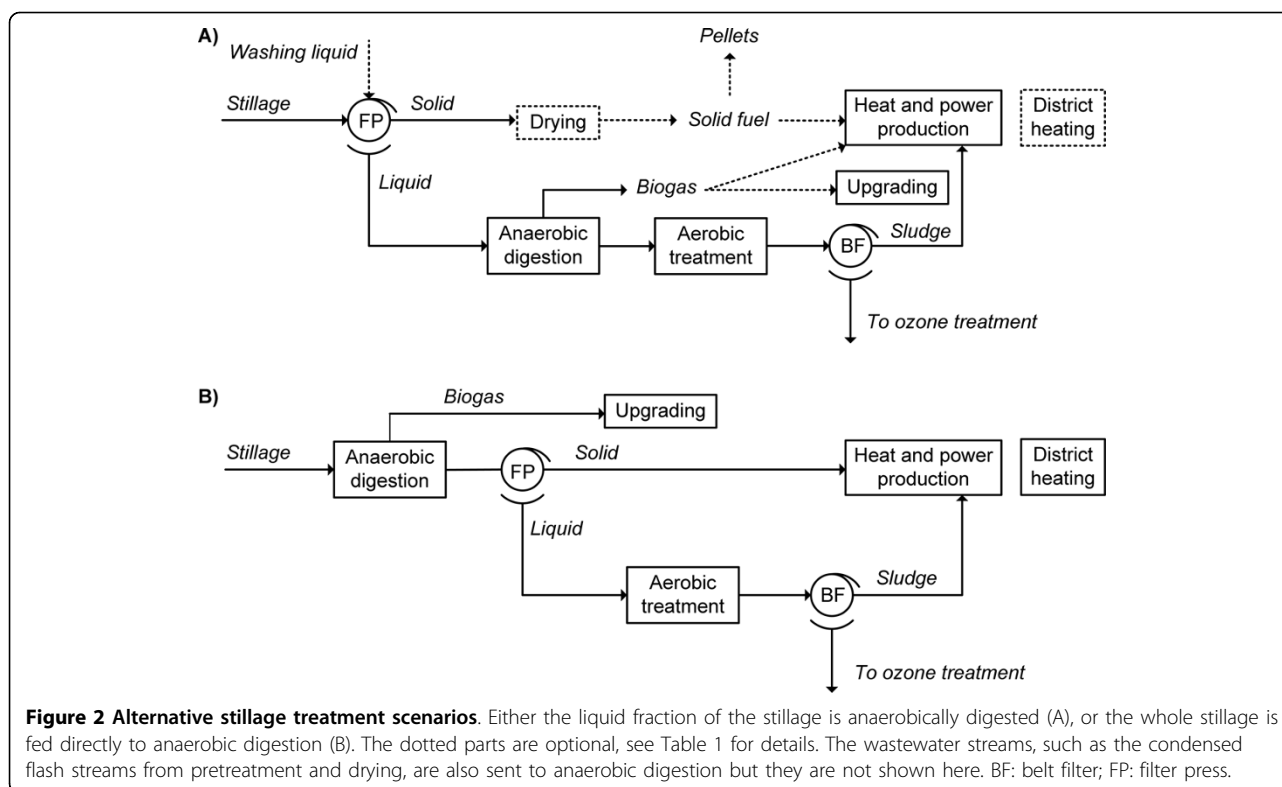 A)
Washing liquid
Pellets
Stillage
FP
Solid
Drying
Solid fuel
Heat and power
production
District
heating
Liquid
Biogas
Upgrading
Anaerobic
digestion
Aerobic
treatment
BF
Sludge
To ozone treatment
B)
Biogas
Upgrading
Stillage
Anaerobic
digestion
FP
Solid
Heat and power
production
District
heating
Liquid
Aerobic
treatment
BF
Sludge
To ozone treatment
Figure 2 Alternative stillage treatment scenarios. Either the liquid fraction of the stillage is anaerobically digested (A), or the whole stillage is
fed directly to anaerobic digestion (B). The dotted parts are optional, see Table 1 for details. The wastewater streams, such as the condensed
flash streams from pretreatment and drying, are also sent to anaerobic digestion but they are not shown here. BF: belt filter; FP: filter press.